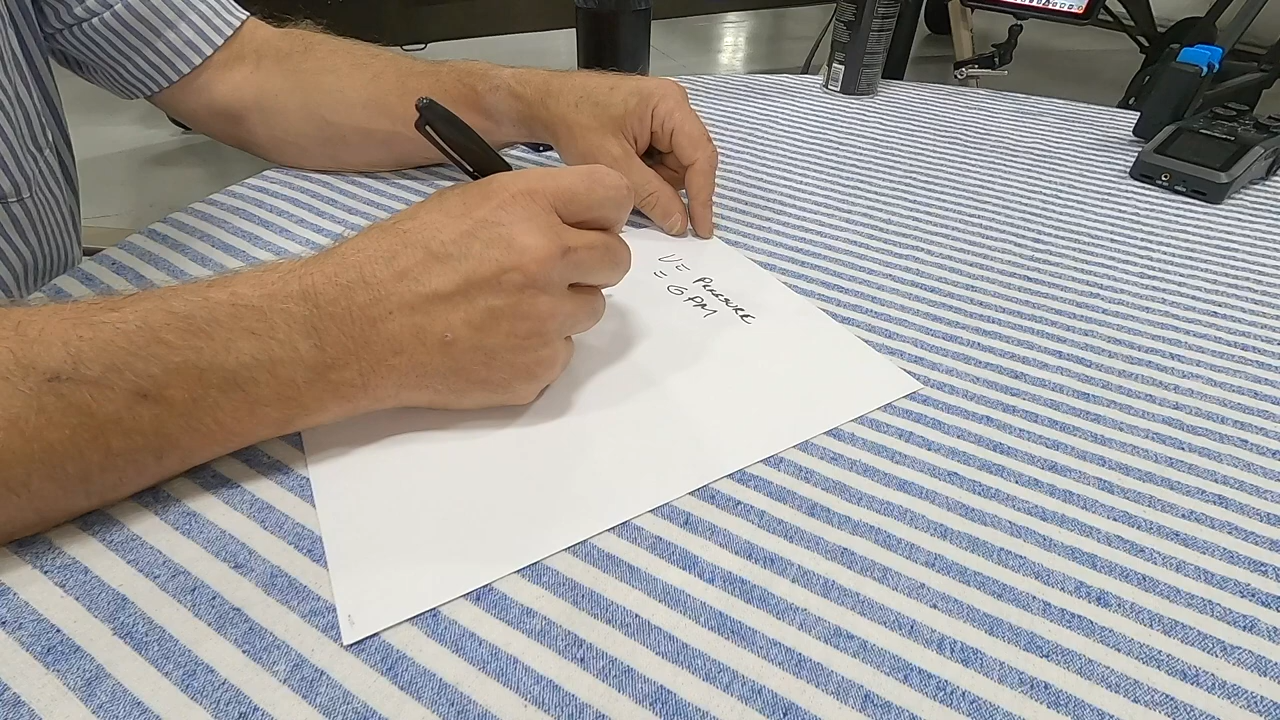 V= PRESSURE
= GPM